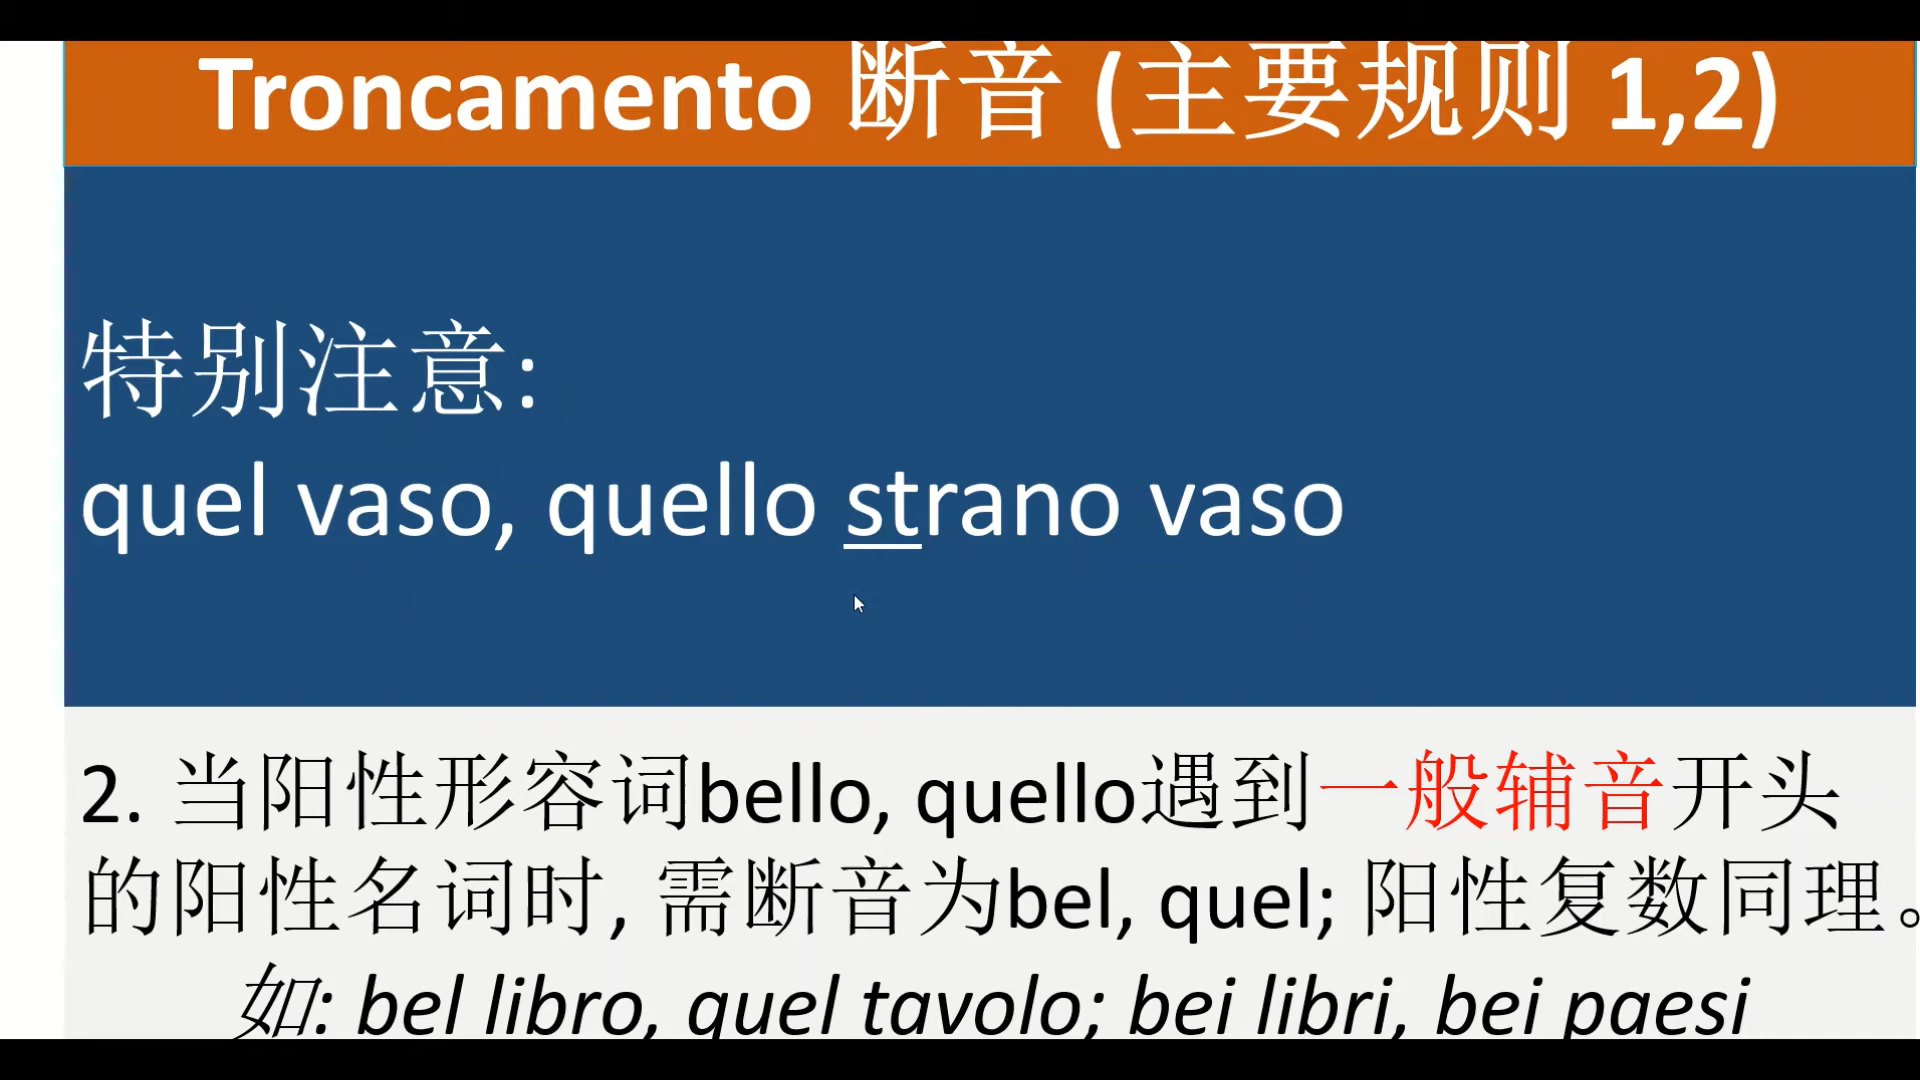 Troncamento 断音 (主要规则 1,2)
特别注意:
quel vaso, quello strano vaso
2. 当阳性形容词bello, quello遇到一般辅音开头
的阳性名词时, 需断音为bel, quel; 阳性复数同理。
如: bel libro, quel tavolo; bei libri, bei paesi